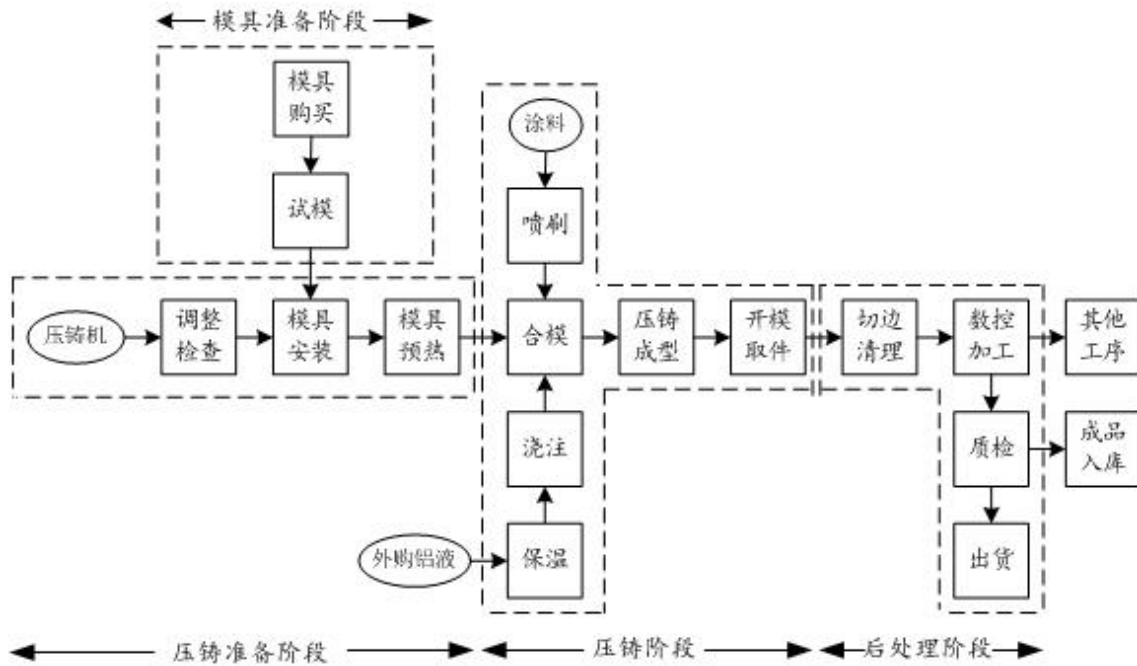 模具准备阶段
模具
购买
涂料
试模
喷刷
压铸机
调整
检查
模具
安装
模具
预热
合模
压铸
成型
开模
取件
切边
清理
数控
加工
其他
工序
浇注
质检
成品
入库
外购铝液
保温
出货
压铸准备阶段
压铸阶段
后处理阶段